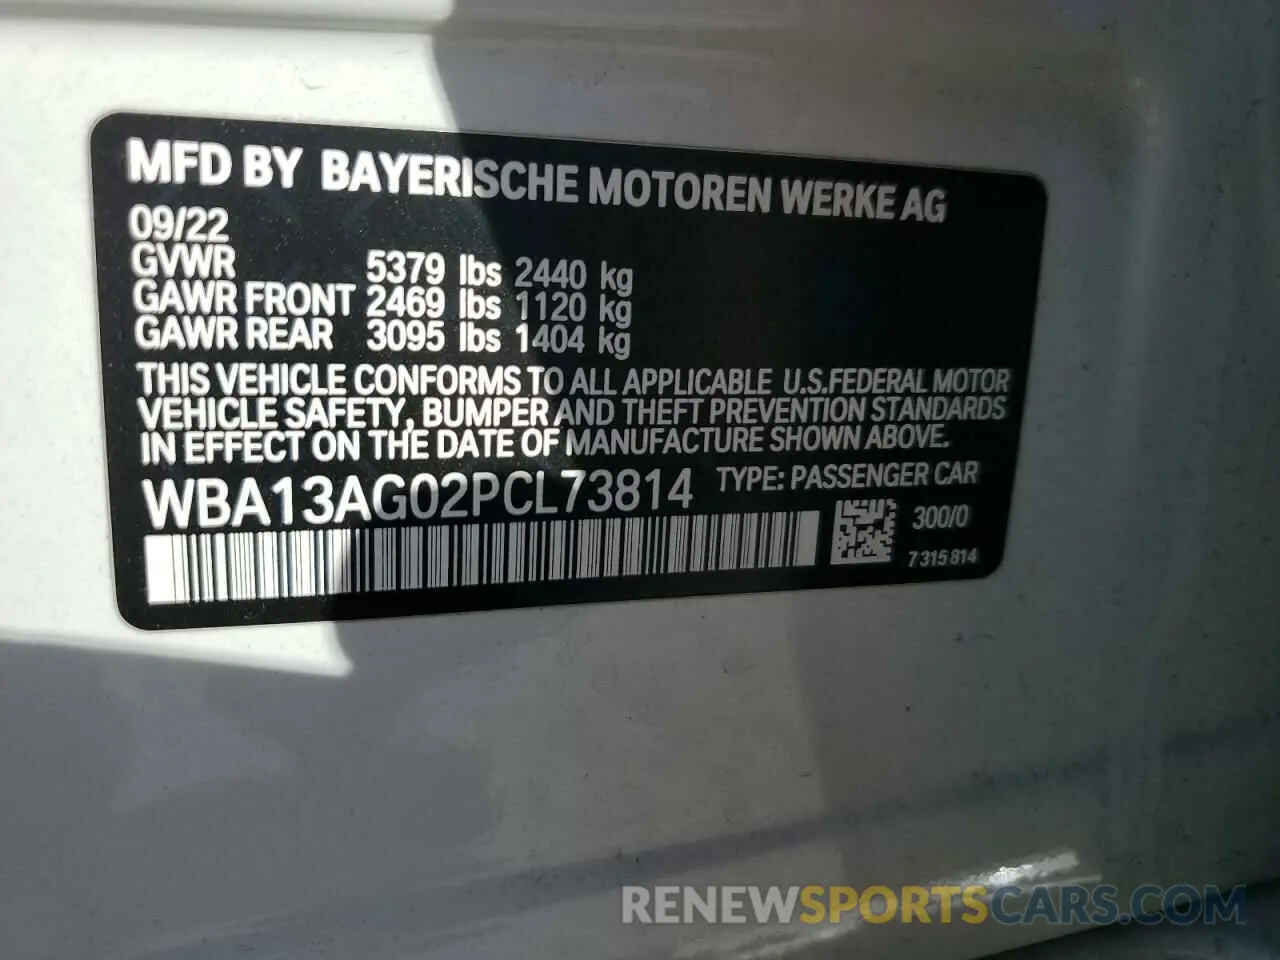 MFD BY BAYERISCHE MOTOREN WERKE AG
09/22
GVWR 5379 lbs 2440 kg
GAWR FRONT 2469 lbs 1120 kg
GAWR REAR 3095 lbs 1404 kg
THIS VEHICLE CONFORMS TO ALL APPLICABLE U.S.FEDERAL MOTOR
VEHICLE SAFETY, BUMPER AND THEFT PREVENTION STANDARDS
IN EFFECT ON THE DATE OF MANUFACTURE SHOWN ABOVE.
WBA13AG02PCL73814 TYPE: PASSENGER CAR
300/0
7315814
RENEWSPORTSCARS.COM